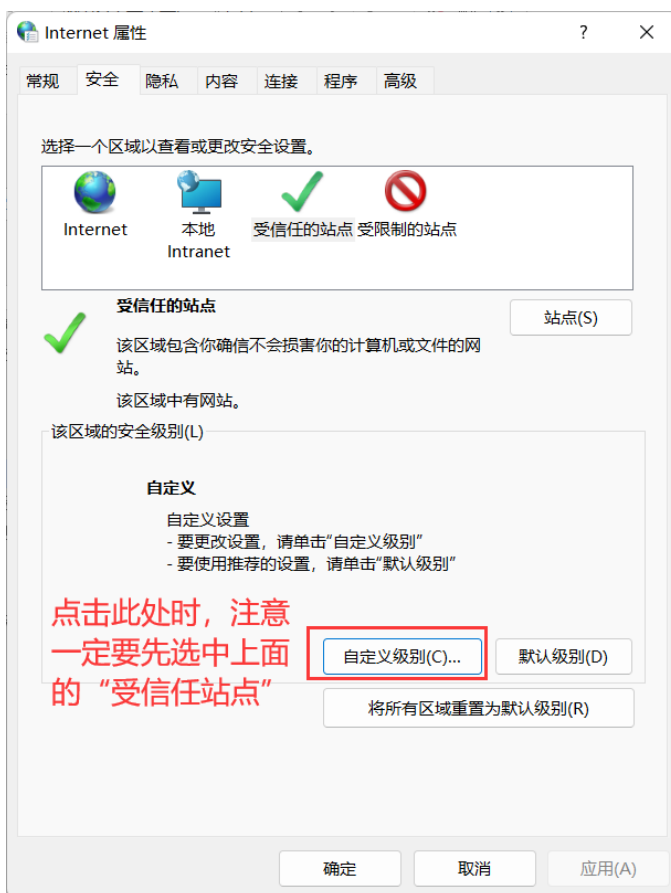 Internet 属性
?
常规 安全 隐私 内容 连接 程序 高级
选择一个区域以查看或更改安全设置。
Internet
本地
Intranet
受信任的站点
受限制的站点
受信任的站点
站点(S)
该区域包含你确信不会损害你的计算机或文件的网
站。
该区域中有网站。
该区域的安全级别(L)
自定义
自定义设置
- 要更改设置，请单击"自定义级别"
- 要使用推荐的设置，请单击"默认级别"
点击此处时，注意
一定要先选中上面
的“受信任站点”
自定义级别(C)...
默认级别(D)
将所有区域重置为默认级别(R)
确定
取消
应用(A)